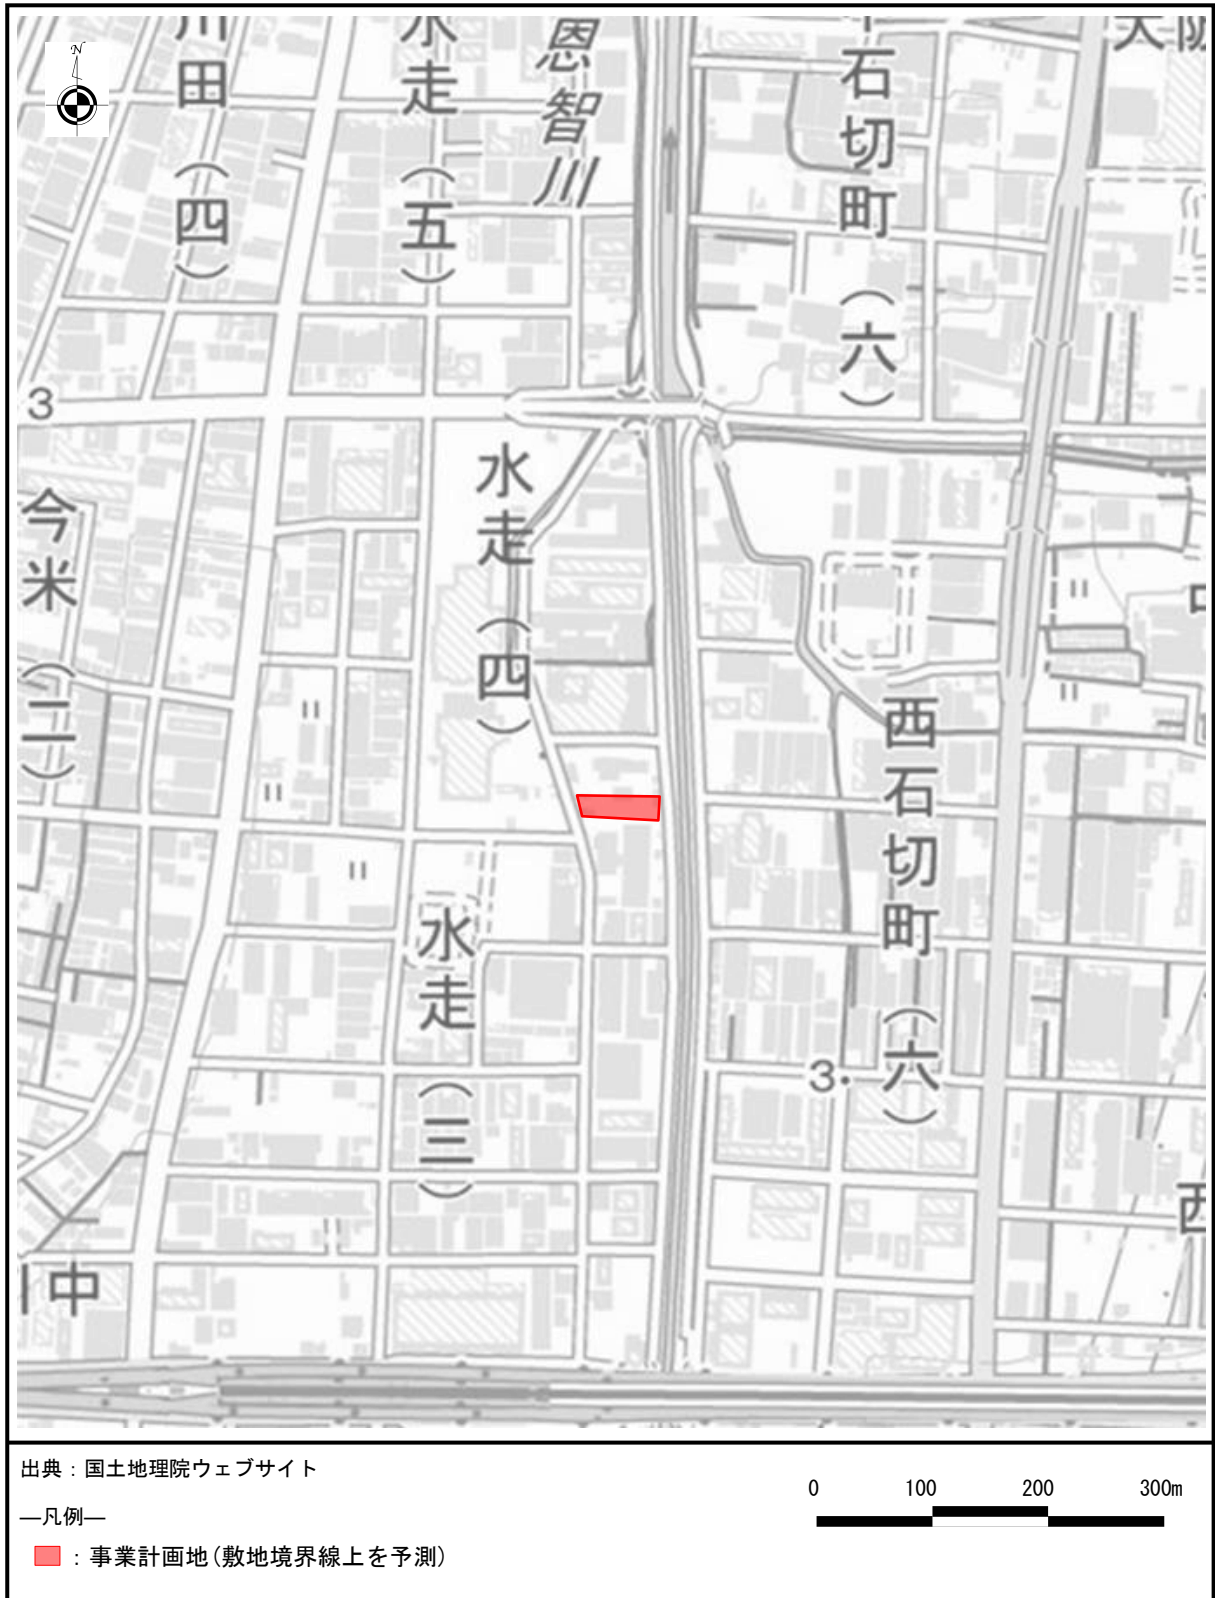 N
川田(四)
水走(五)
恩智川
石切町(六)
大阪
3
水走(四)
今米(二)
西石切町(六)
水走(三)
3
中
西
出典：国土地理院ウェブサイト
―凡例―
：事業計画地(敷地境界線上を予測)
0 100 200 300m